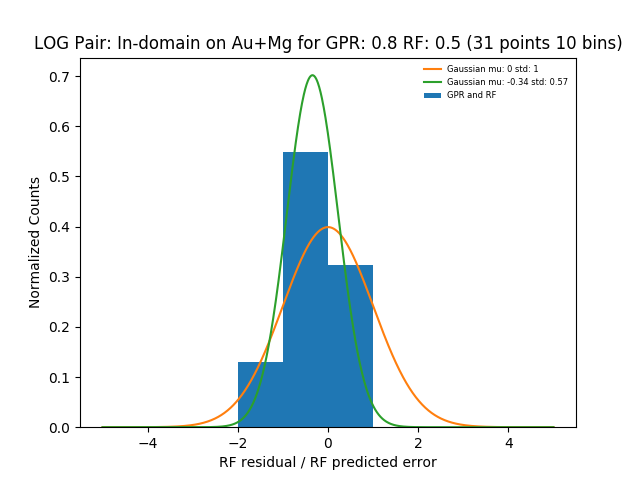 LOG Pair: In-domain on Au+Mg for GPR: 0.8 RF: 0.5 (31 points 10 bins)
Gaussian mu: 0 std: 1
Gaussian mu: -0.34 std: 0.57
GPR and RF
Normalized Counts
0.7
0.6
0.5
0.4
0.3
0.2
0.1
0.0
−4 −2 0 2 4
RF residual / RF predicted error